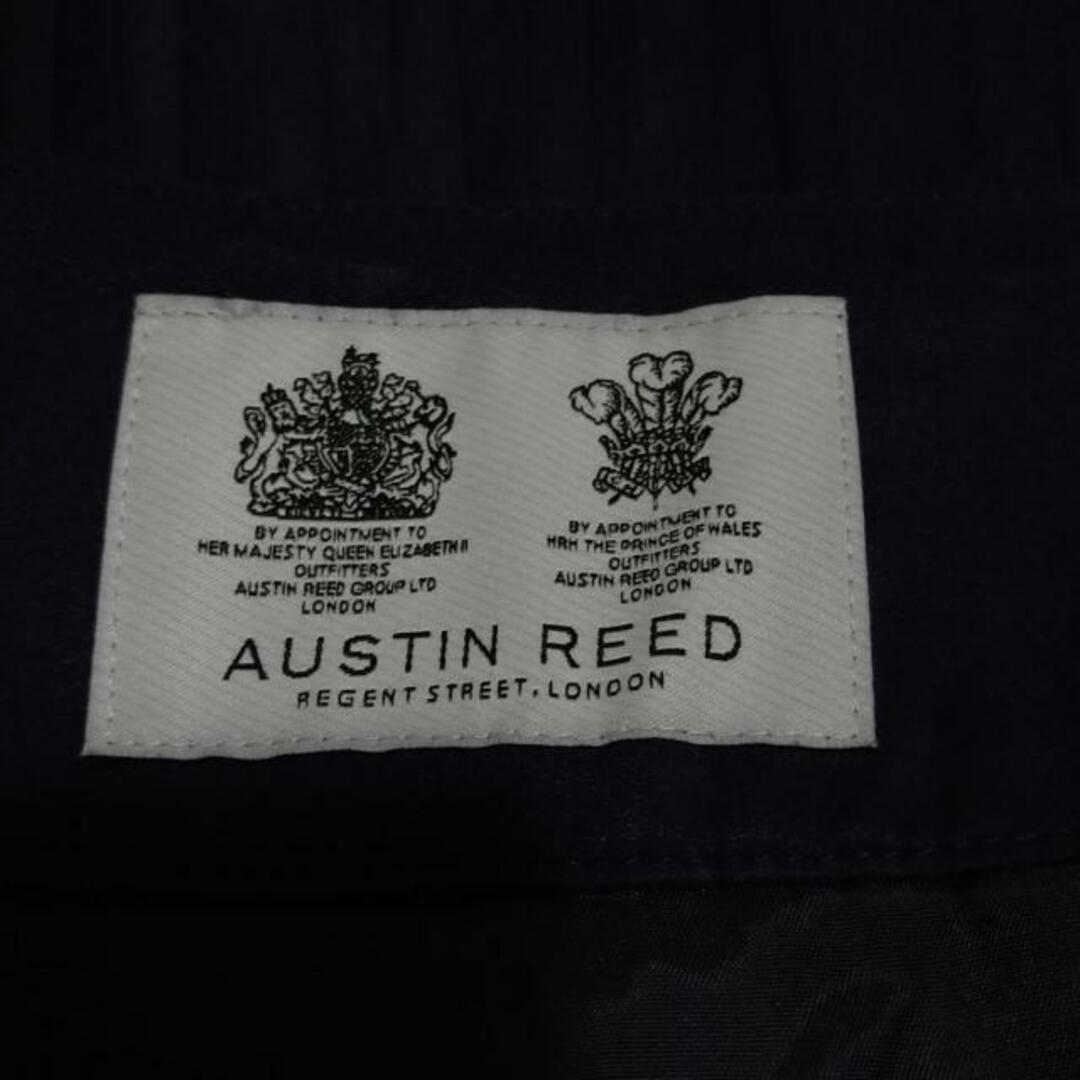 BY APPOINTMENT TO
HER MAJESTY QUEEN ELIZABETH II
OUTFITTERS
AUSTIN REED GROUP LTD
LONDON
BY APPOINTMENT TO
HRH THE PRINCE OF WALES
OUTFITTERS
AUSTIN REED GROUP LTD
LONDON
AUSTIN REED
REGENT STREET, LONDON